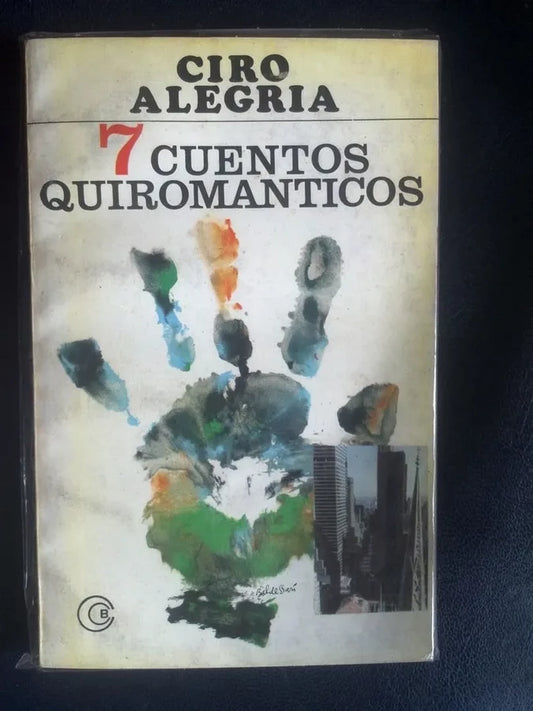 CIRO
ALEGRIA
7 CUENTOS
QUIROMANTICOS
B